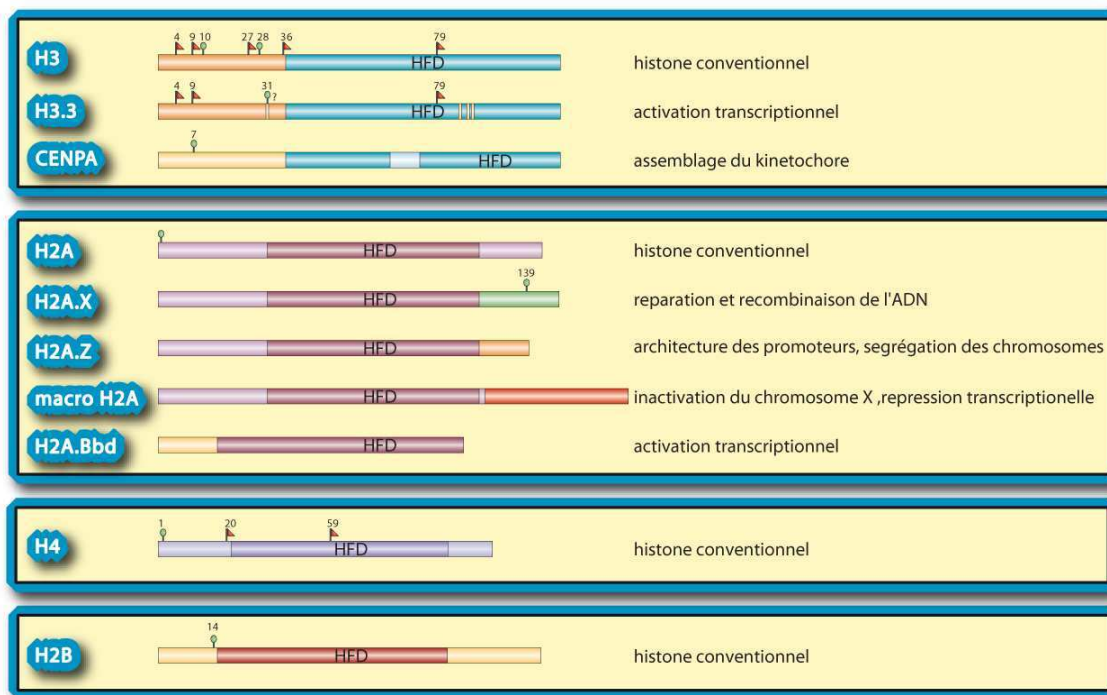 4 9 10 27 28 36 79
H3 HFD histone conventionnel
4 9 31 ? 79
H3.3 HFD activation transcriptionnel
7
CENPA HFD assemblage du kinetochore
H2A HFD histone conventionnel
139
H2A.X HFD reparation et recombinaison de l'ADN
H2A.Z HFD architecture des promoteurs, segrégation des chromosomes
macro H2A HFD inactivation du chromosome X ,repression transcriptionelle
H2A.Bbd HFD activation transcriptionnel
1 20 59
H4 HFD histone conventionnel
14
H2B HFD histone conventionnel